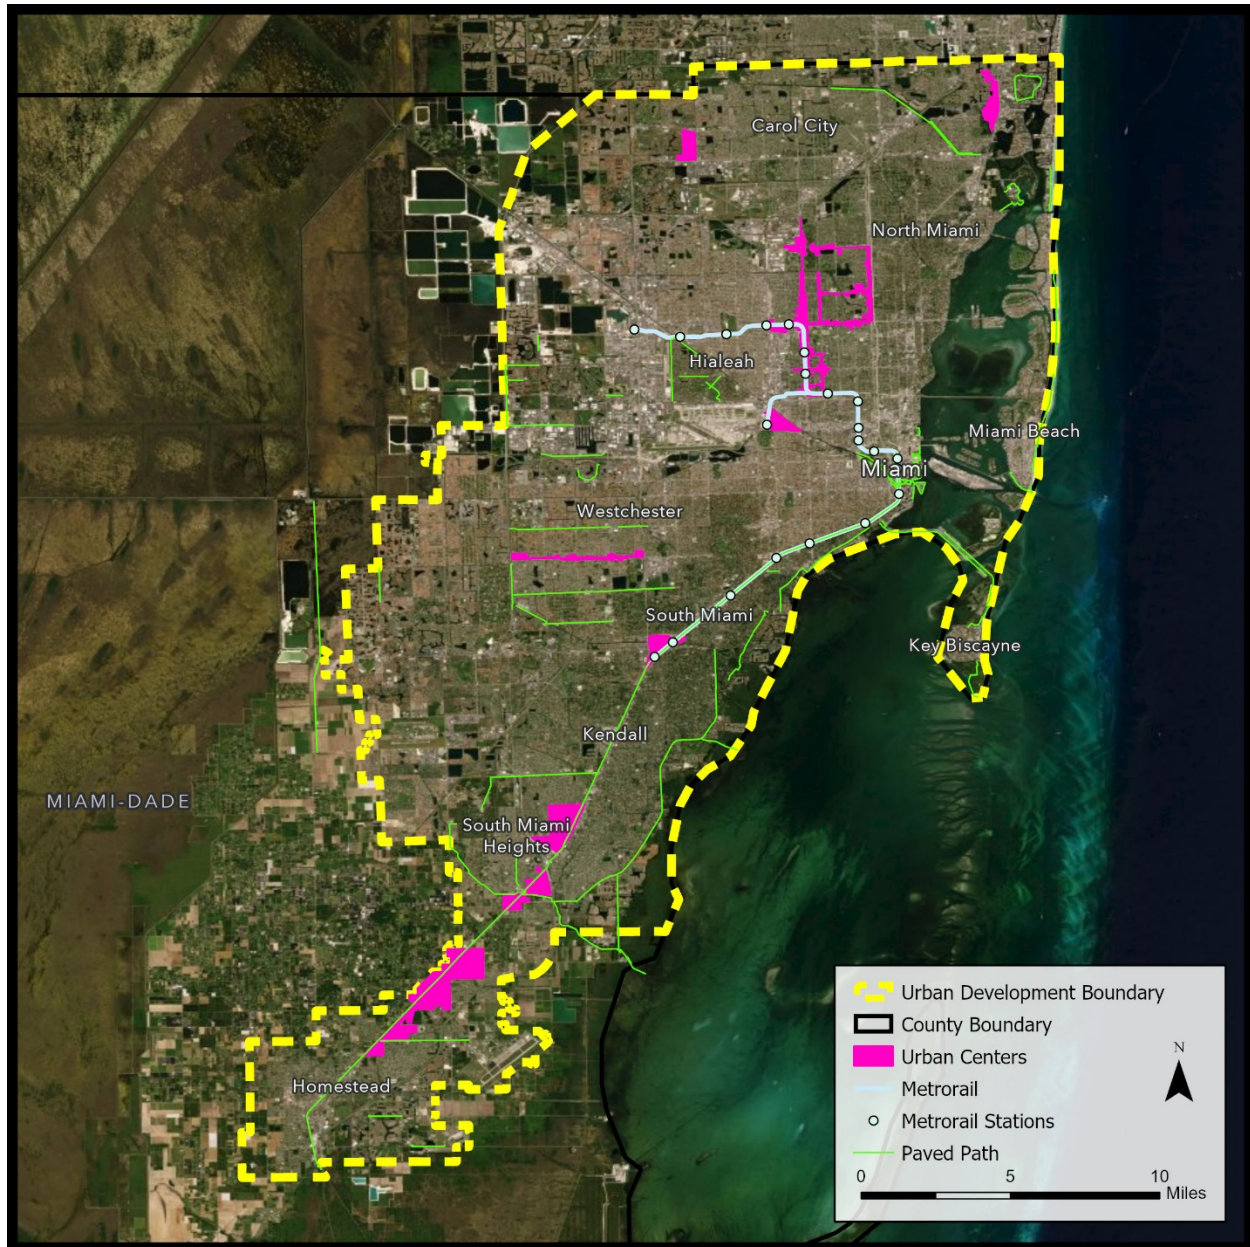 Carol City
North Miami
Hialeah
Miami Beach
Miami
Westchester
South Miami
Key Biscayne
Kendall
MIAMI-DADE
South Miami
Heights
Homestead
Urban Development Boundary
County Boundary
Urban Centers
Metrorail
Metrorail Stations
Paved Path
N
0 5 10
Miles